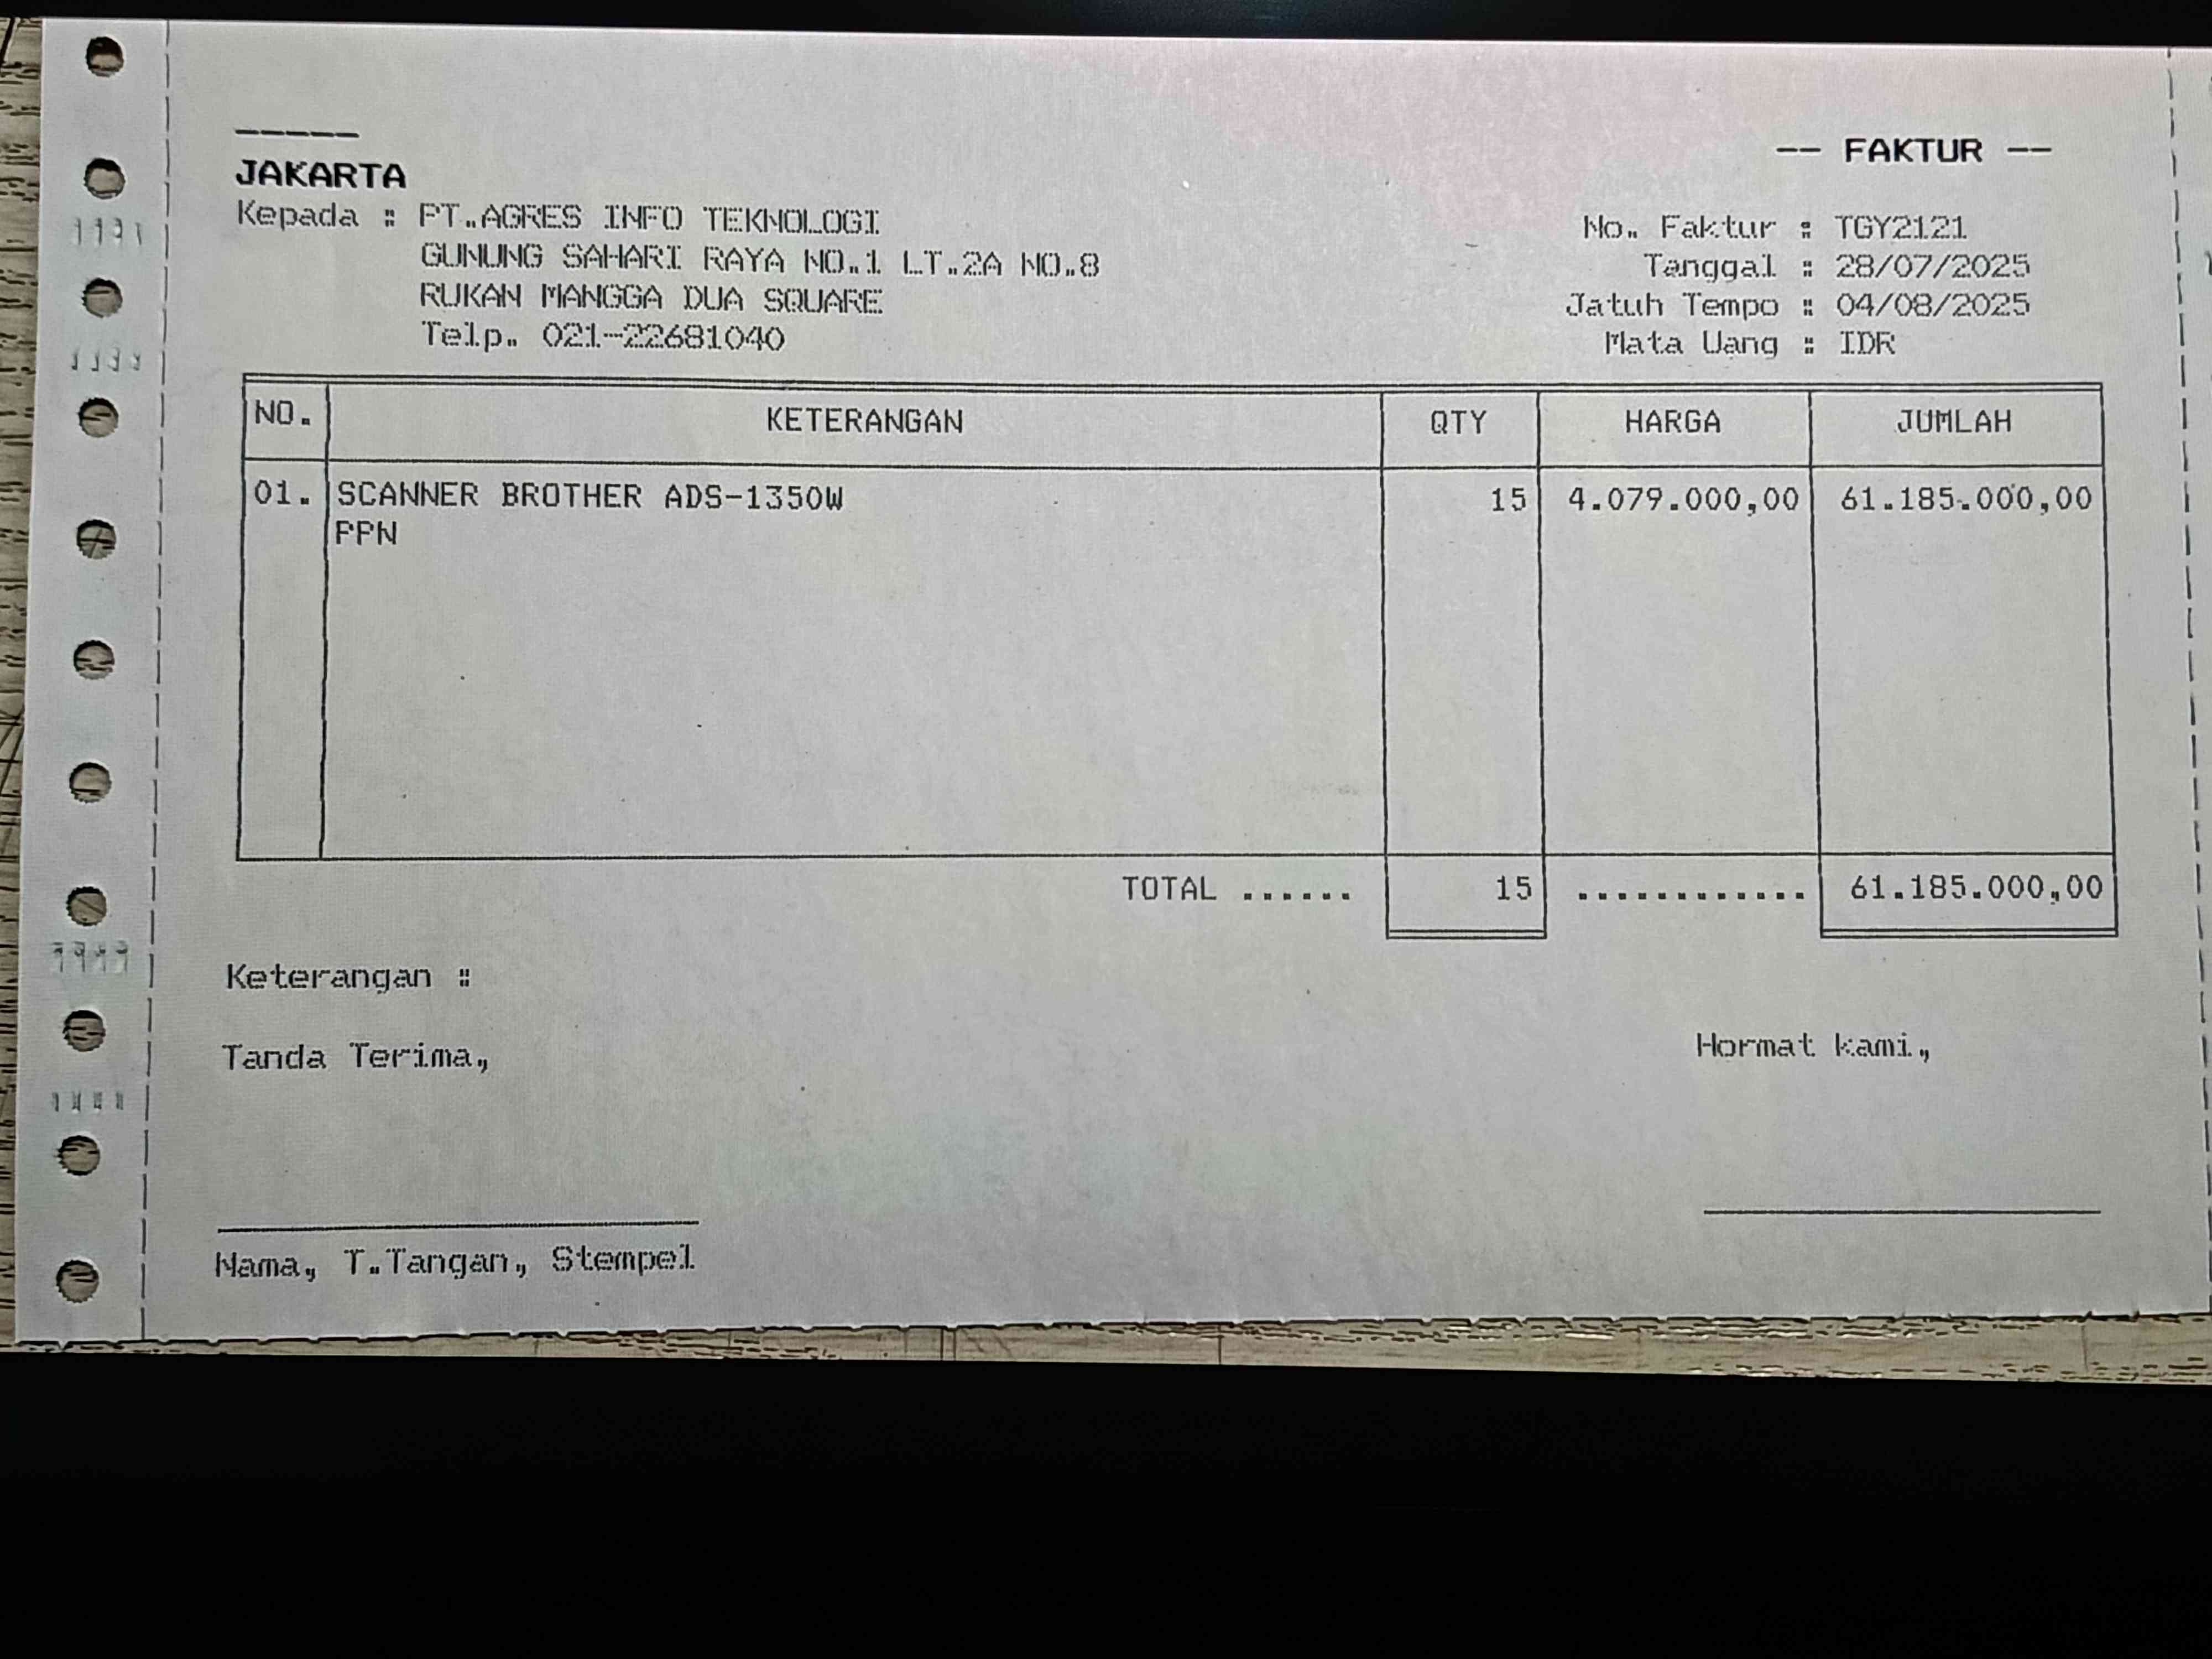 -----
JAKARTA
-- FAKTUR --
Kepada : PT.AGRES INFO TEKNOLOGI
GUNUNG SAHARI RAYA NO.1 LT.2A NO.8
RUKAN MANGGA DUA SQUARE
Telp. 021-22681040
No. Faktur : TGY2121
Tanggal : 28/07/2025
Jatuh Tempo : 04/08/2025
Mata Uang : IDR
NO. KETERANGAN QTY HARGA JUMLAH
01. SCANNER BROTHER ADS-1350W 15 4.079.000,00 61.185.000,00
PPN
TOTAL ...... 15 ............ 61.185.000,00
Keterangan :
Tanda Terima,
Hormat kami,
Nama, T.Tangan, Stempel